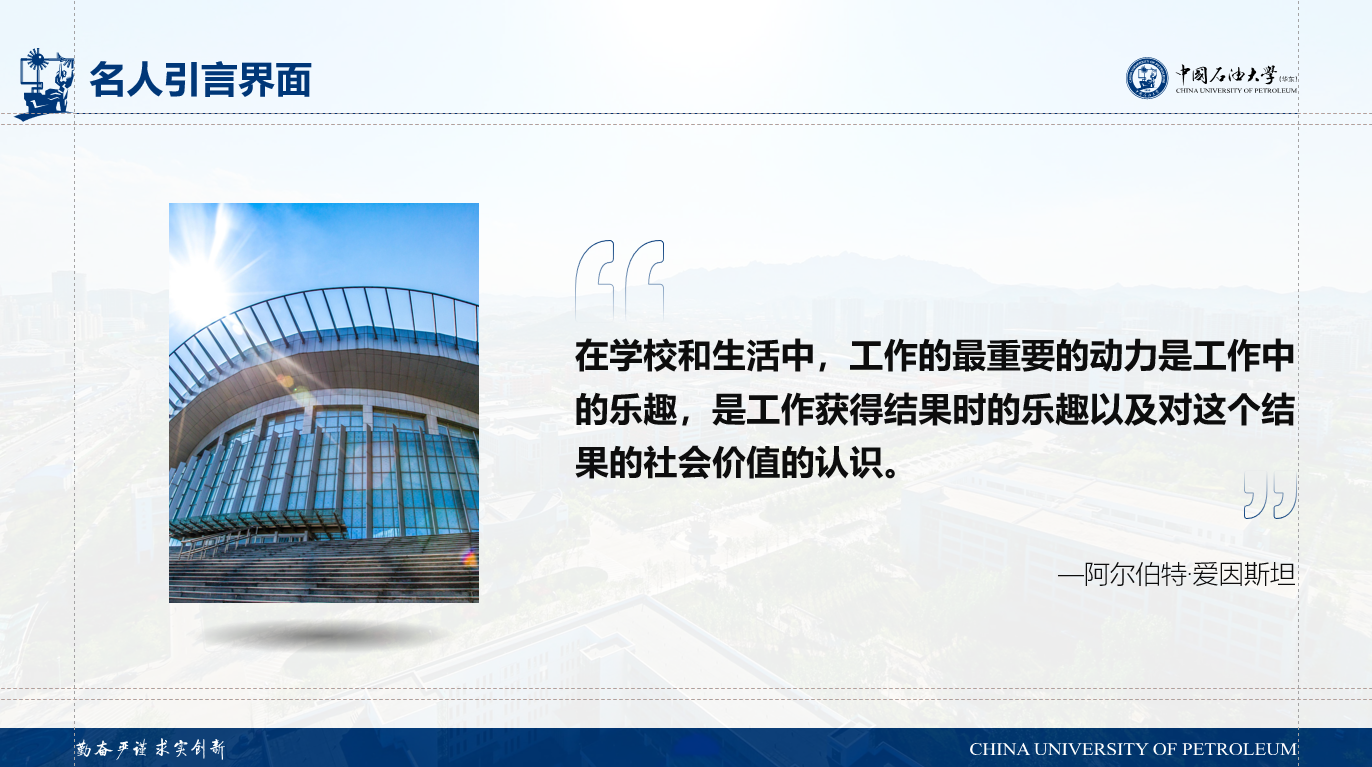 名人引言界面
中國石油大學(华东)
CHINA UNIVERSITY OF PETROLEUM
在学校和生活中，工作的最重要的动力是工作中
的乐趣，是工作获得结果时的乐趣以及对这个结
果的社会价值的认识。
—阿尔伯特·爱因斯坦
勤奋严谨 求实创新
CHINA UNIVERSITY OF PETROLEUM